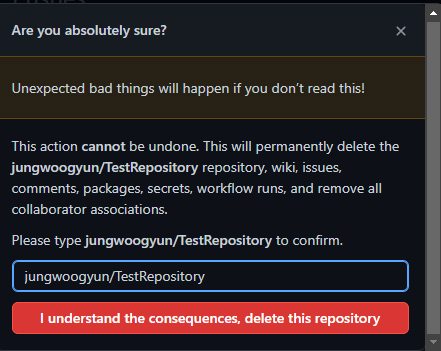 Are you absolutely sure?
Unexpected bad things will happen if you don’t read this!
This action cannot be undone. This will permanently delete the
jungwoogyun/TestRepository repository, wiki, issues,
comments, packages, secrets, workflow runs, and remove all
collaborator associations.
Please type jungwoogyun/TestRepository to confirm.
jungwoogyun/TestRepository
I understand the consequences, delete this repository